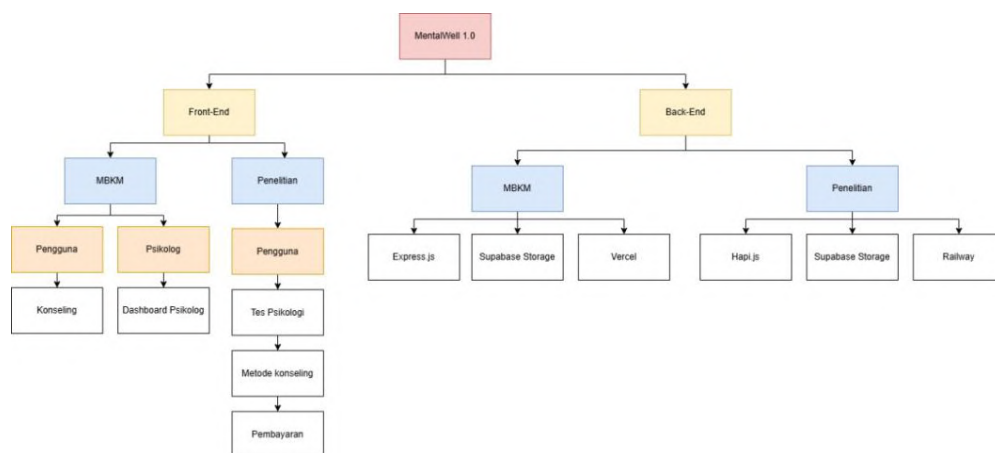 MentalWell 1.0
Front-End
Back-End
MBKM
Penelitian
MBKM
Penelitian
Pengguna
Psikolog
Pengguna
Express.js
Supabase Storage
Vercel
Hapi.js
Supabase Storage
Railway
Konseling
Dashboard Psikolog
Tes Psikologi
Metode konseling
Pembayaran